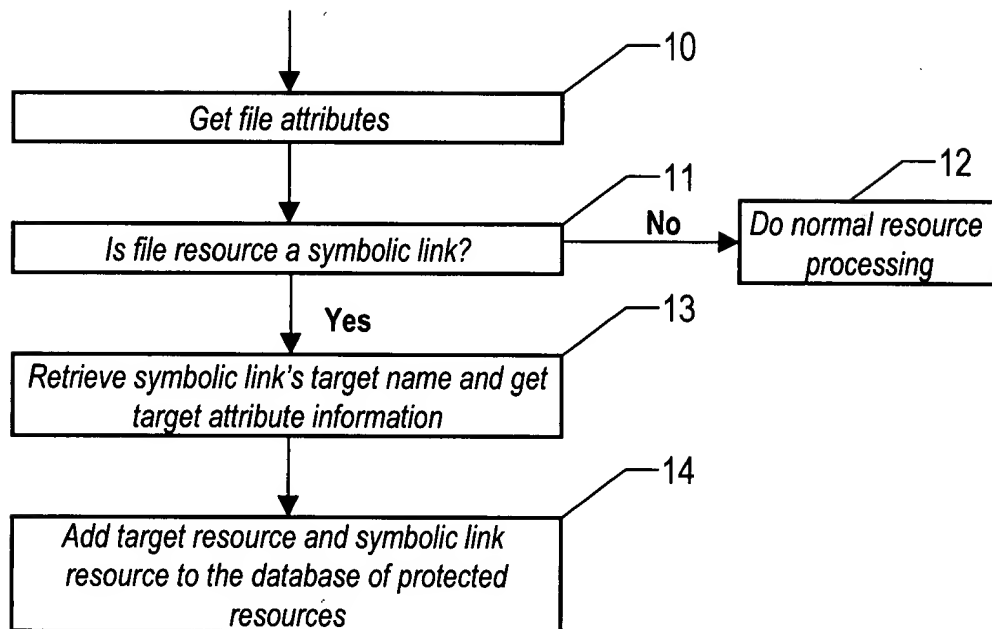 10
Get file attributes
11
Is file resource a symbolic link?
No
12
Do normal resource
processing
Yes
13
Retrieve symbolic link's target name and get
target attribute information
14
Add target resource and symbolic link
resource to the database of protected
resources